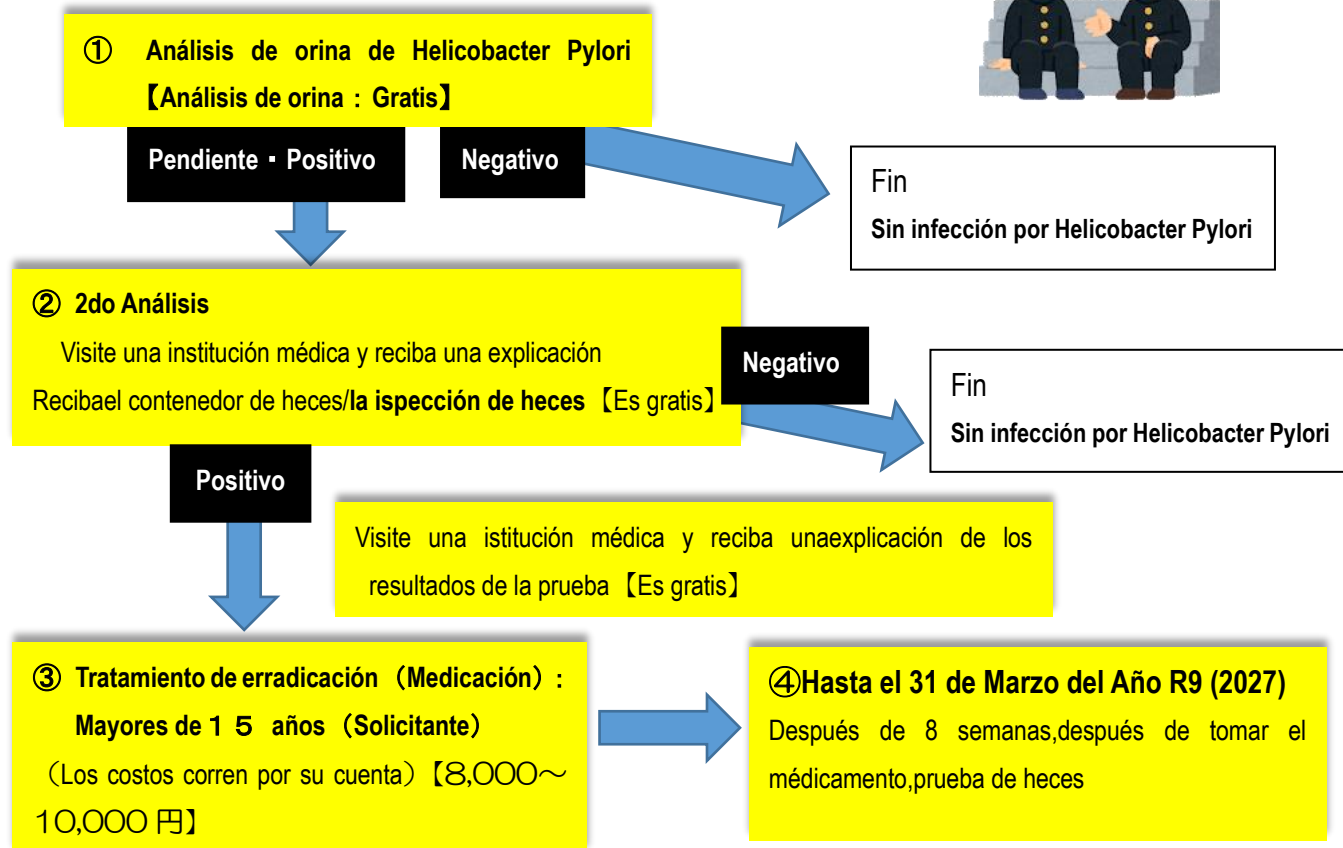 ① Análisis de orina de Helicobacter Pylori
【Análisis de orina : Gratis】
Pendiente・Positivo
Negativo
Fin
Sin infección por Helicobacter Pylori
② 2do Análisis
Visite una institución médica y reciba una explicación
Recibael contenedor de heces/la ispección de heces【Es gratis】
Negativo
Fin
Sin infección por Helicobacter Pylori
Positivo
Visite una istitución médica y reciba unaexplicación de los
resultados de la prueba【Es gratis】
③ Tratamiento de erradicación（Medicación）:
Mayores de１５ años（Solicitante）
（Los costos corren por su cuenta）【8,000～
10,000 円】
④Hasta el 31 de Marzo del Año R9 (2027)
Después de 8 semanas,después de tomar el
médicamento,prueba de heces